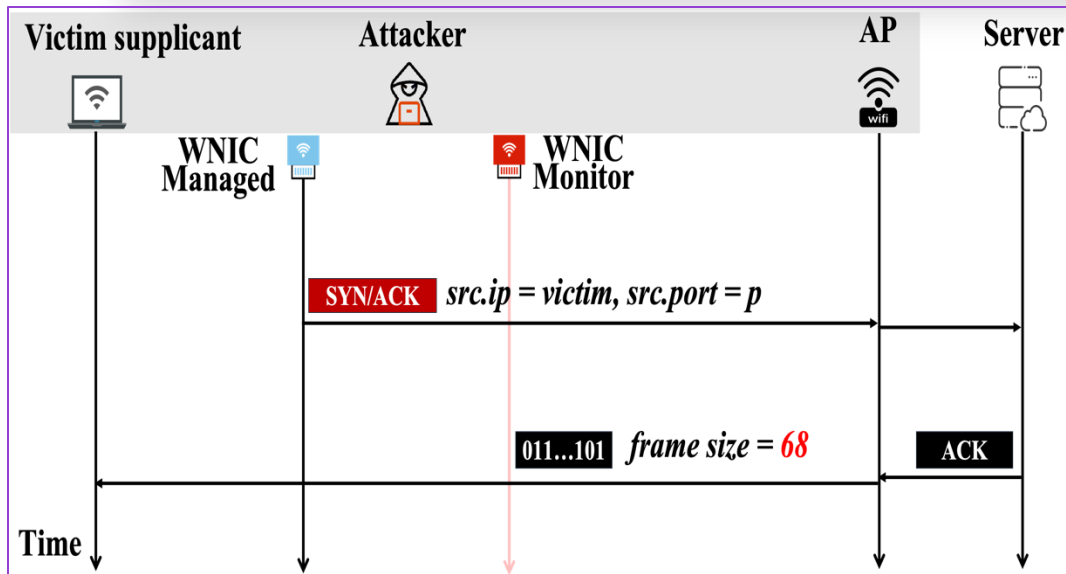 Victim supplicant
Attacker
AP
Server
wifi
WNIC
Managed
WNIC
Monitor
SYN/ACK src.ip = victim, src.port = p
011...101 frame size = 68
ACK
Time